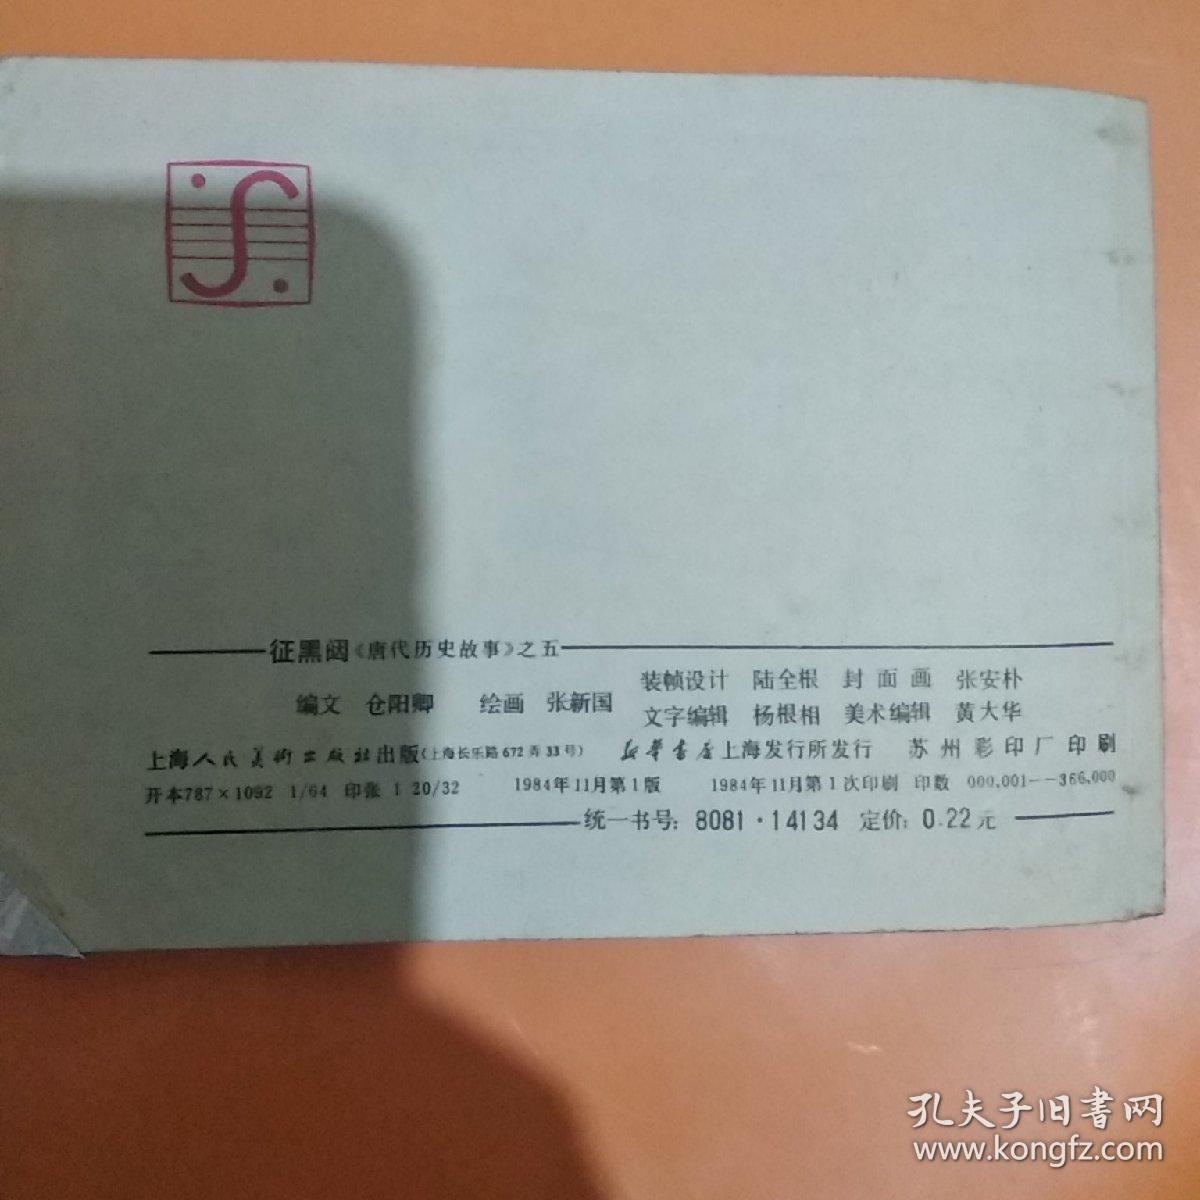 征黑闼《唐代历史故事》之五
编文 仓阳卿 绘画 张新国
装帧设计 陆全根 封面画 张安朴
文字编辑 杨根相 美术编辑 黄大华
上海人民美术出版社出版(上海长乐路672弄33号) 新华书店上海发行所发行 苏州彩印厂印刷
开本787×1092 1/64 印张 1 20/32 1984年11月第1版 1984年11月第1次印刷 印数 000,001--366,000
统一书号: 8081·14134 定价: 0.22元
孔夫子旧書网
www.kongfz.com